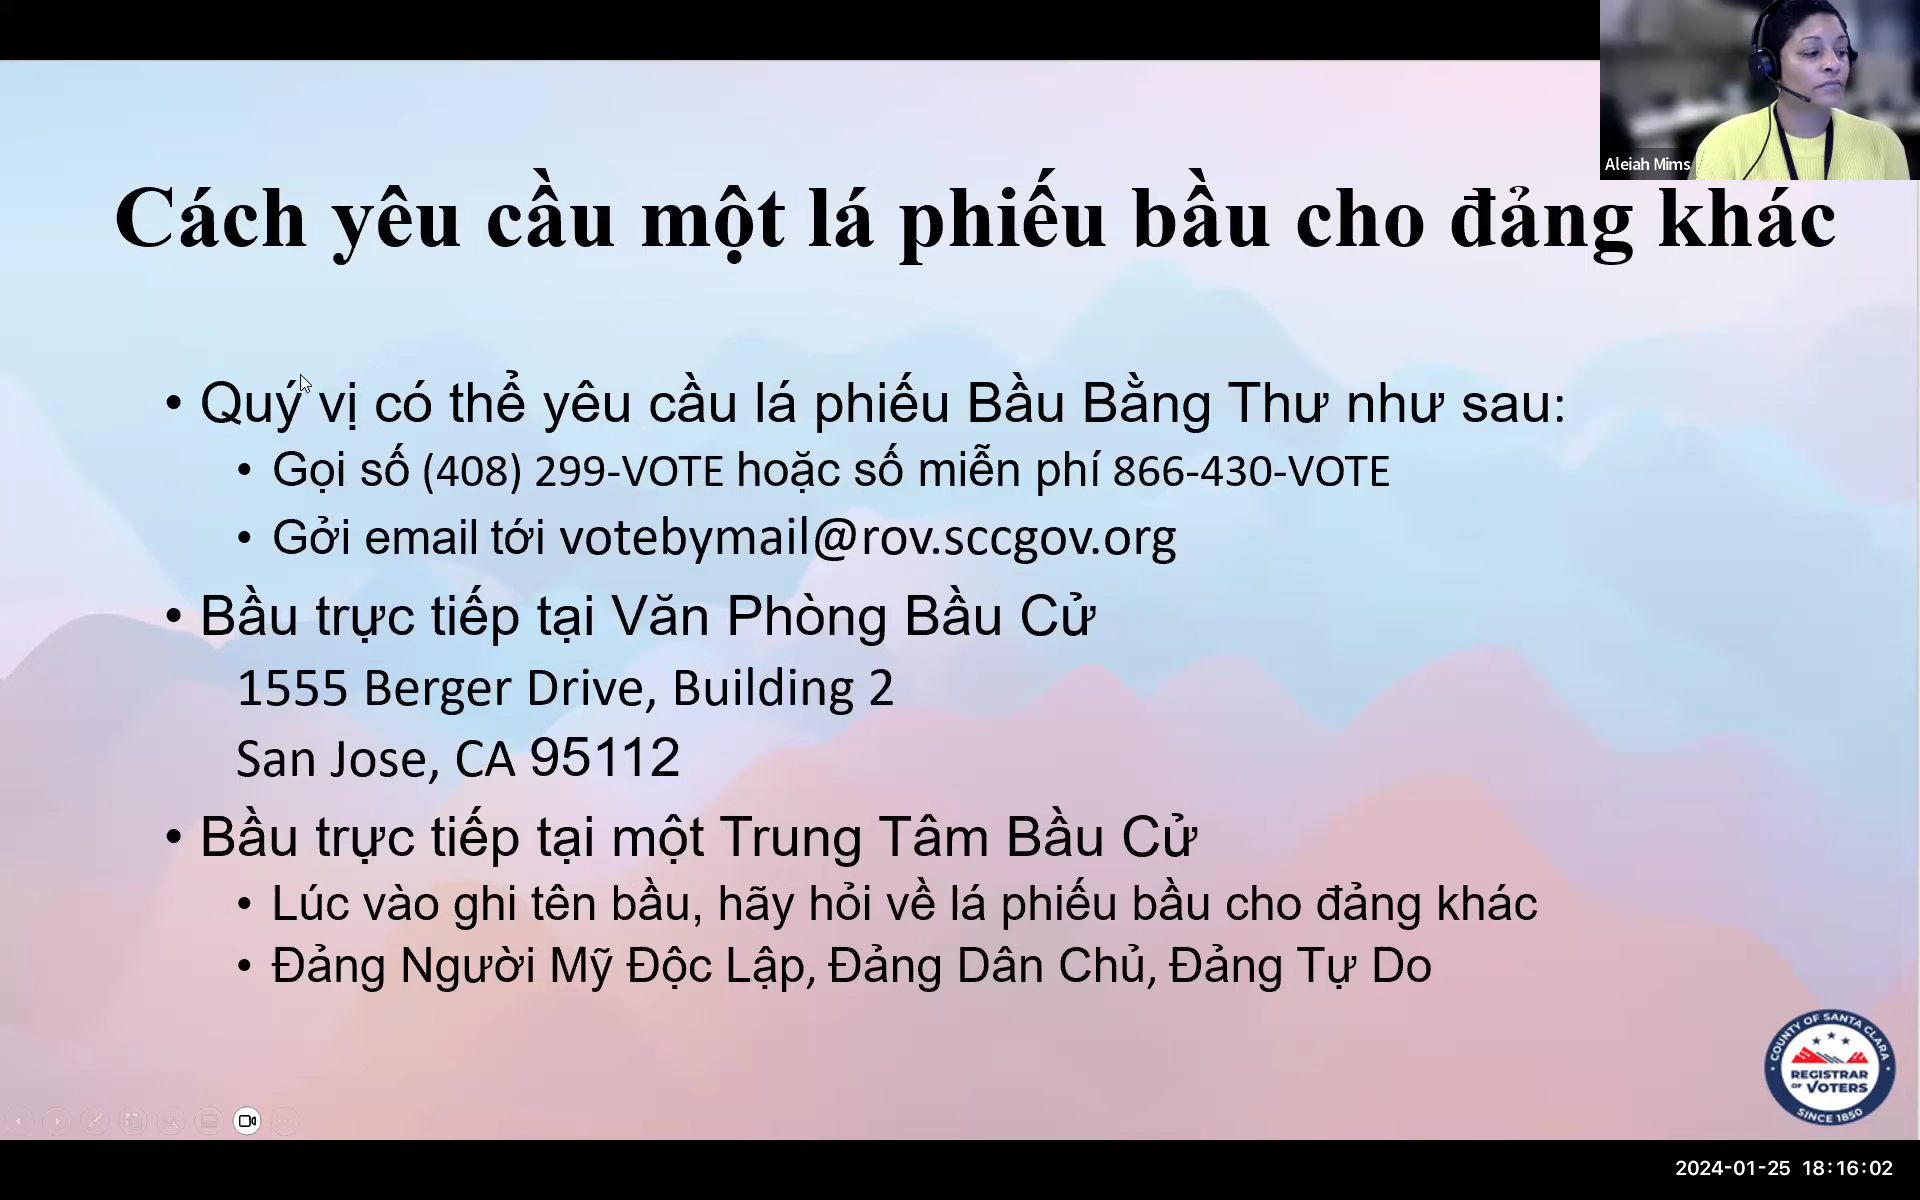 Aleiah Mims
Cách yêu cầu một lá phiếu bầu cho đảng khác
• Quý vị có thể yêu cầu lá phiếu Bầu Bằng Thư như sau:
• Gọi số (408) 299-VOTE hoặc số miễn phí 866-430-VOTE
• Gởi email tới votebymail@rov.sccgov.org
• Bầu trực tiếp tại Văn Phòng Bầu Cử
1555 Berger Drive, Building 2
San Jose, CA 95112
• Bầu trực tiếp tại một Trung Tâm Bầu Cử
• Lúc vào ghi tên bầu, hãy hỏi về lá phiếu bầu cho đảng khác
• Đảng Người Mỹ Độc Lập, Đảng Dân Chủ, Đảng Tự Do
COUNTY OF SANTA CLARA
REGISTRAR
OF VOTERS
SINCE 1850
2024-01-25 18:16:02